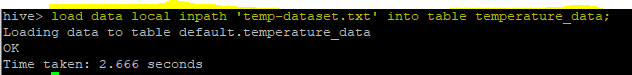 hive> load data local inpath 'temp-dataset.txt' into table temperature_data;
Loading data to table default.temperature_data
OK
Time taken: 2.666 seconds